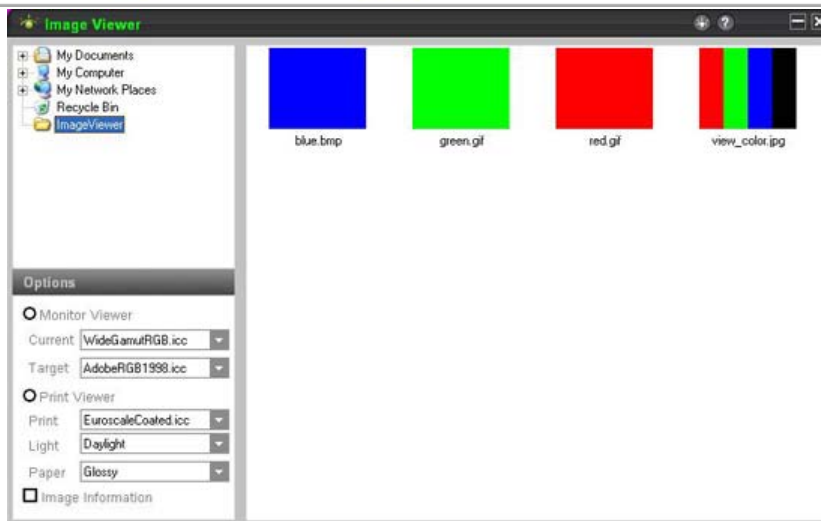 Image Viewer
My Documents
My Computer
My Network Places
Recycle Bin
ImageViewer
blue.bmp
green.gif
red.gif
view_color.jpg
Options
Monitor Viewer
Current WideGamutRGB.icc
Target AdobeRGB1998.icc
Print Viewer
Print EuroscaleCoated.icc
Light Daylight
Paper Glossy
Image Information